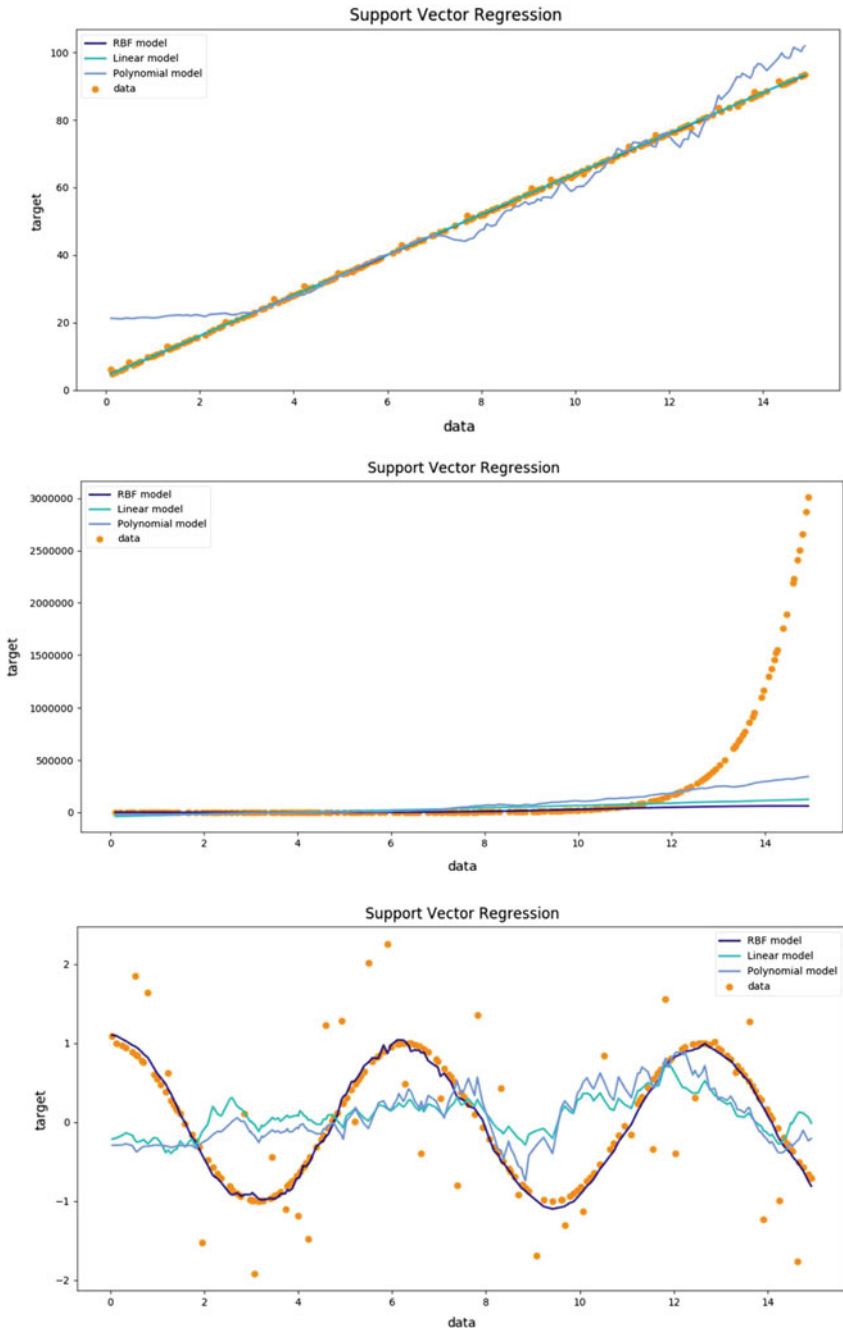 Support Vector Regression
RBF model
Linear model
Polynomial model
data
100
80
60
40
20
0
target
0 2 4 6 8 10 12 14
data
Support Vector Regression
RBF model
Linear model
Polynomial model
data
3000000
2500000
2000000
1500000
1000000
500000
0
target
0 2 4 6 8 10 12 14
data
Support Vector Regression
RBF model
Linear model
Polynomial model
data
2
1
0
−1
−2
target
0 2 4 6 8 10 12 14
data